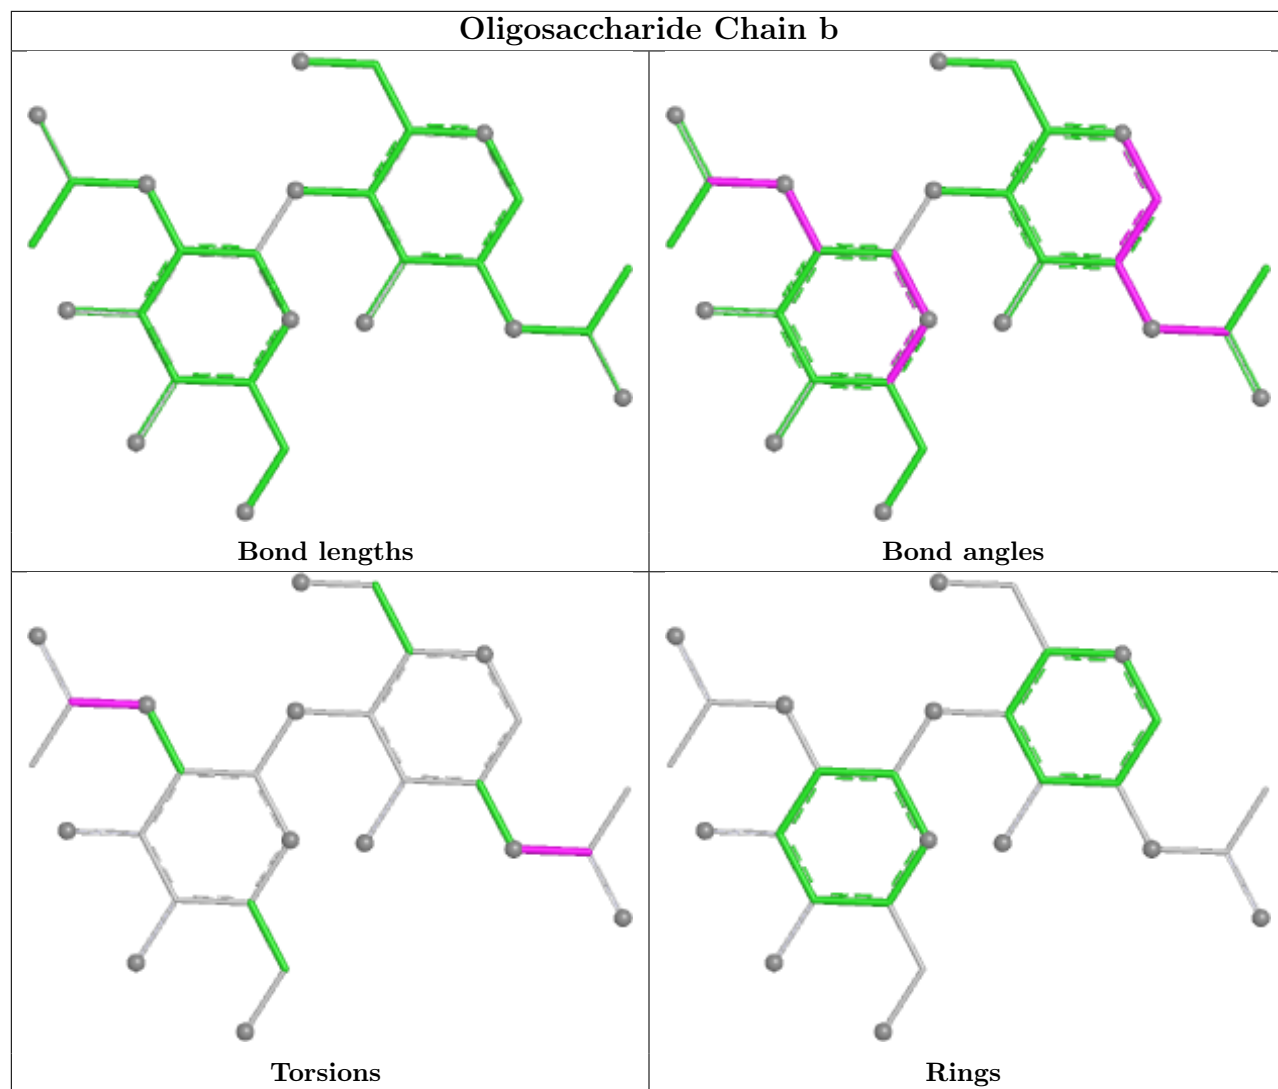 Oligosaccharide Chain b
Bond lengths
Bond angles
Torsions
Rings